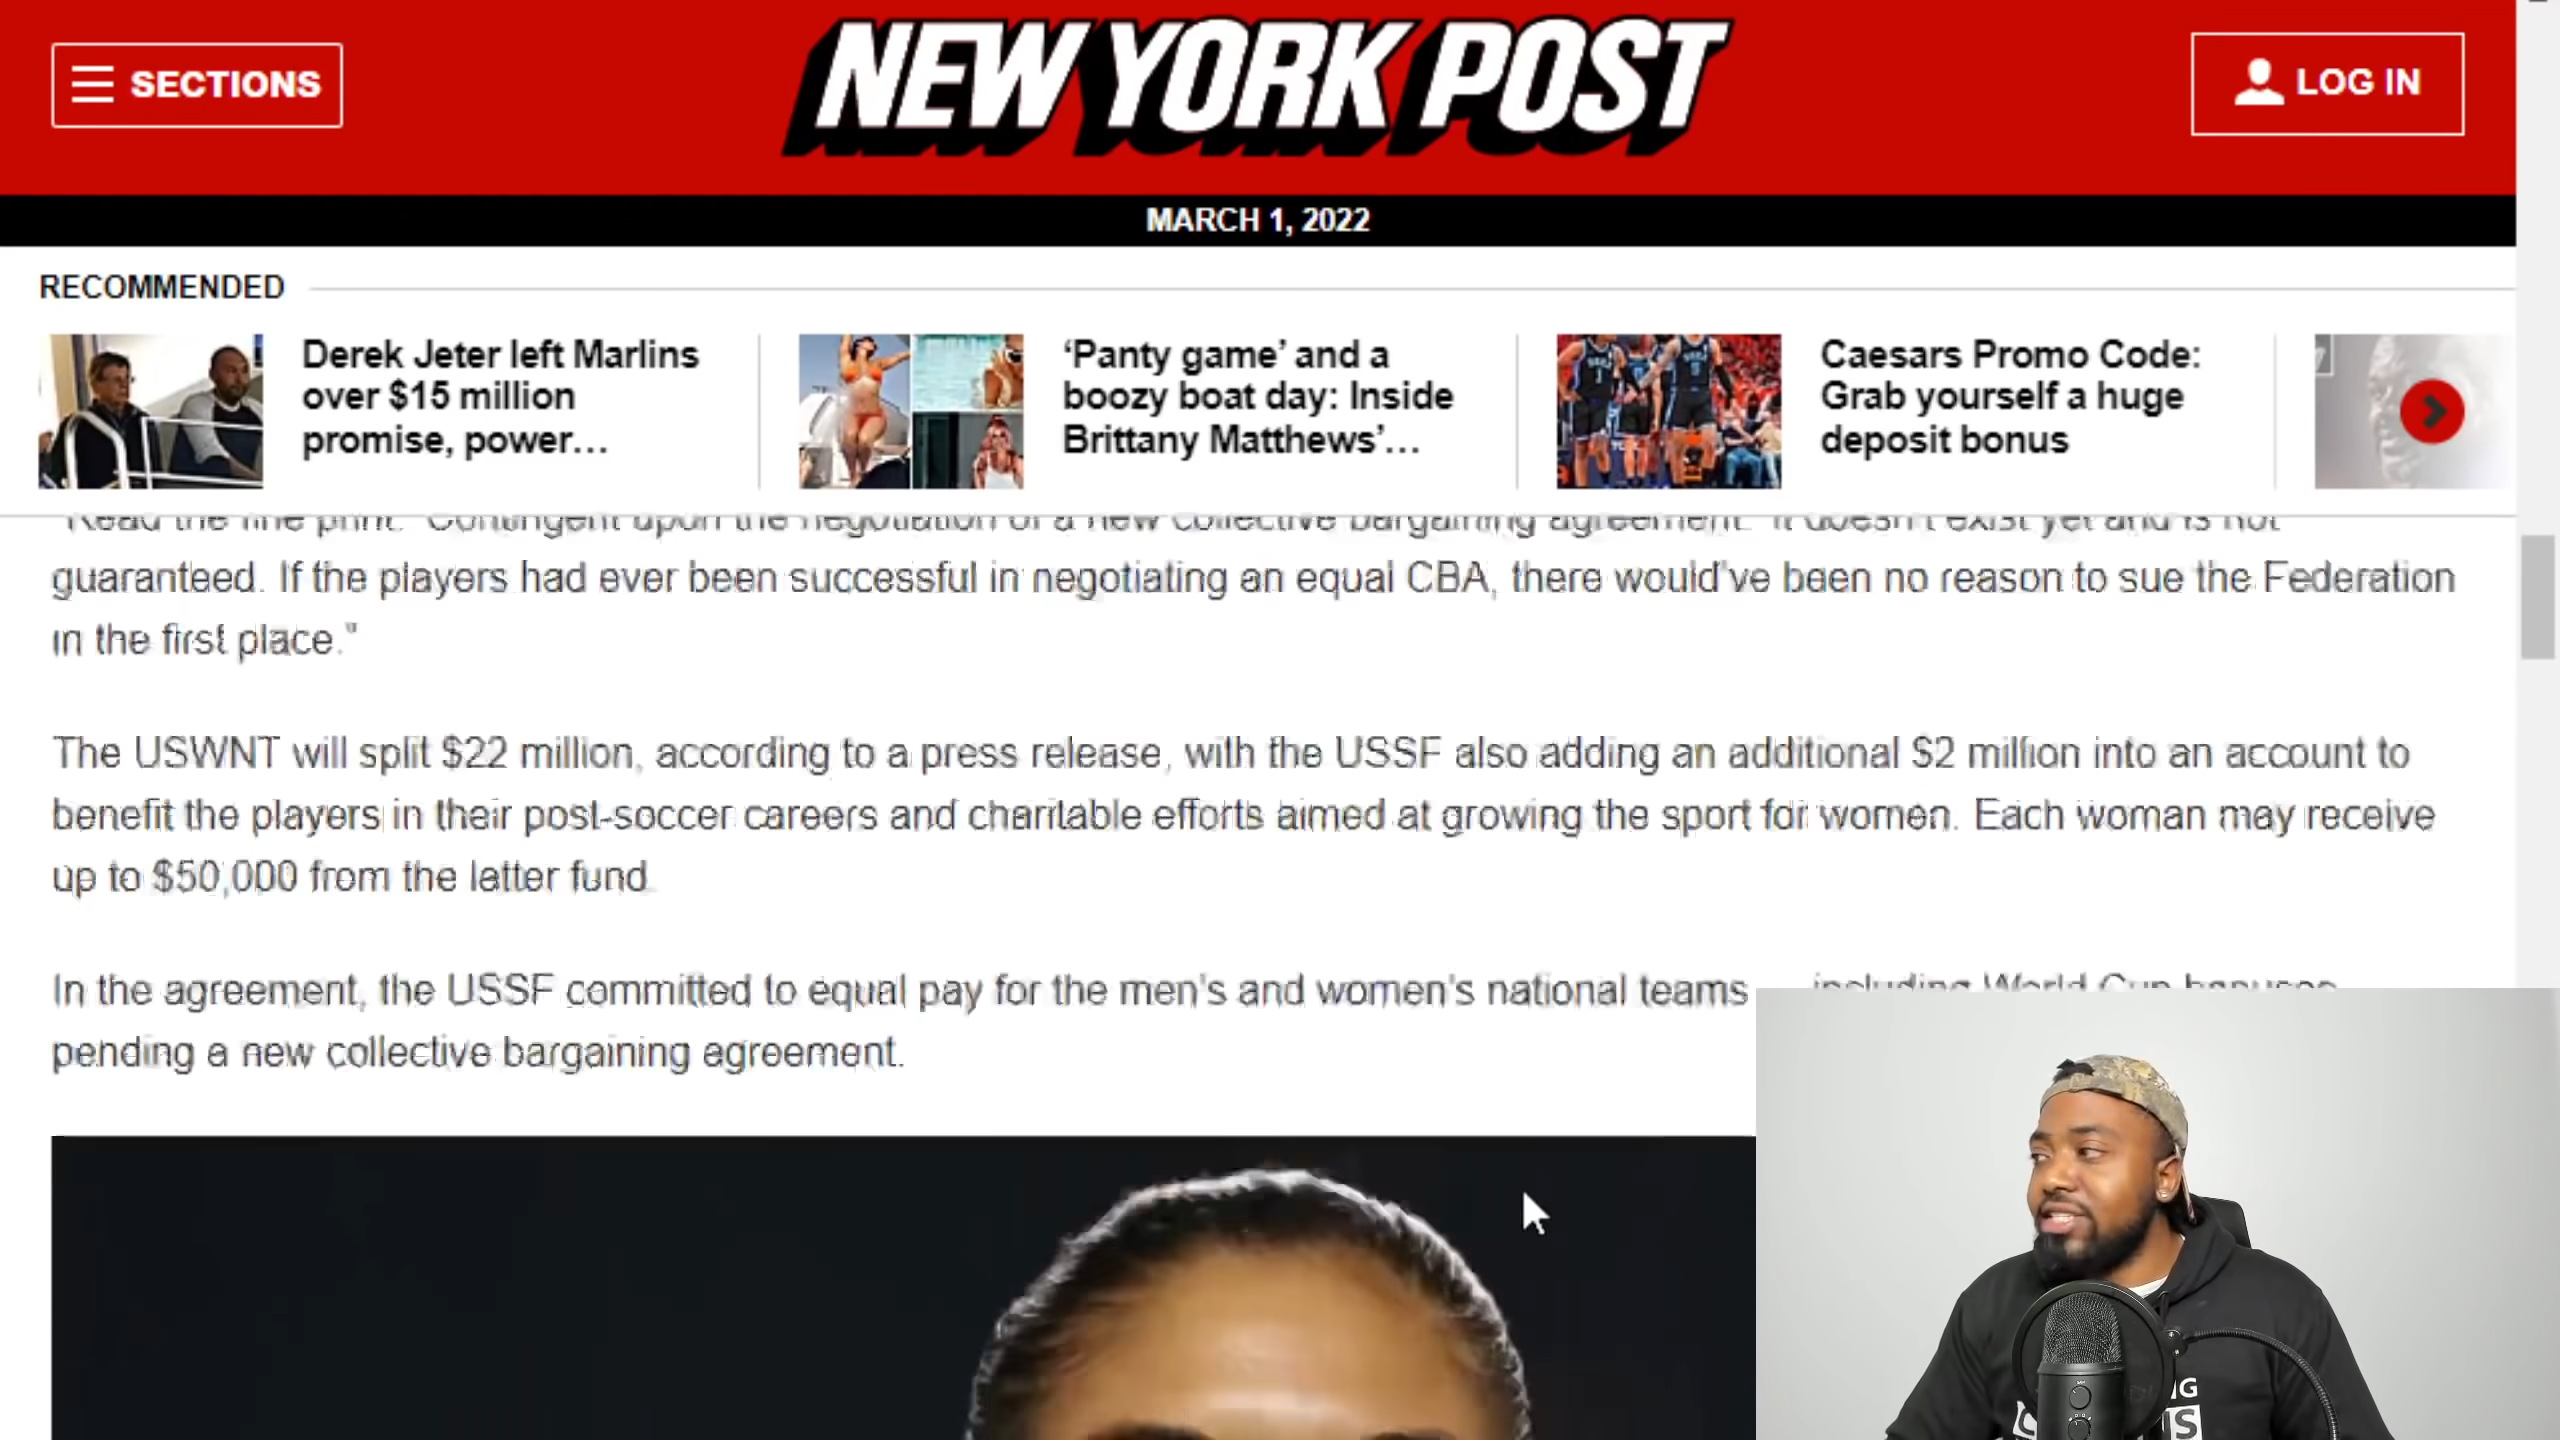 SECTIONS
NEW YORK POST
LOG IN
MARCH 1, 2022
RECOMMENDED
Derek Jeter left Marlins
over $15 million
promise, power...
‘Panty game’ and a
boozy boat day: Inside
Brittany Matthews’...
Caesars Promo Code:
Grab yourself a huge
deposit bonus
"Read the fine print. "Contingent upon the negotiation of a new collective bargaining agreement." It doesn't exist yet and is not
guaranteed. If the players had ever been successful in negotiating an equal CBA, there would've been no reason to sue the Federation
in the first place."
The USWNT will split $22 million, according to a press release, with the USSF also adding an additional $2 million into an account to
benefit the players in their post-soccer careers and charitable efforts aimed at growing the sport for women. Each woman may receive
up to $50,000 from the latter fund.
In the agreement, the USSF committed to equal pay for the men's and women's national teams including World Cup bonuses
pending a new collective bargaining agreement.